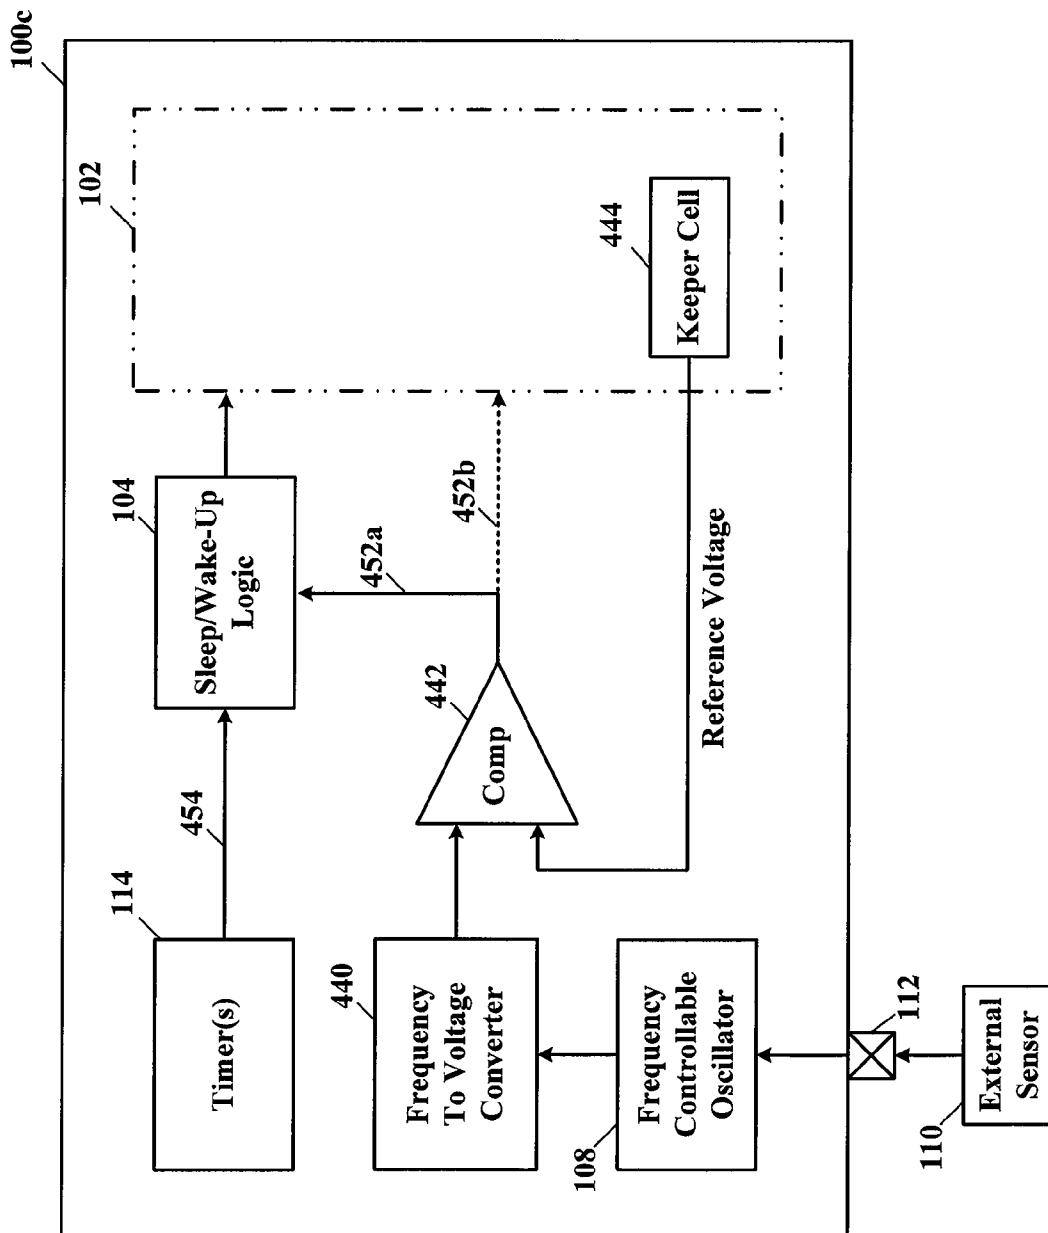 100c
102
104
Sleep/Wake-Up
Logic
454
114
Timer(s)
452a
452b
444
Keeper Cell
442
Comp
Reference Voltage
440
Frequency
To Voltage
Converter
108
Frequency
Controllable
Oscillator
112
110
External
Sensor